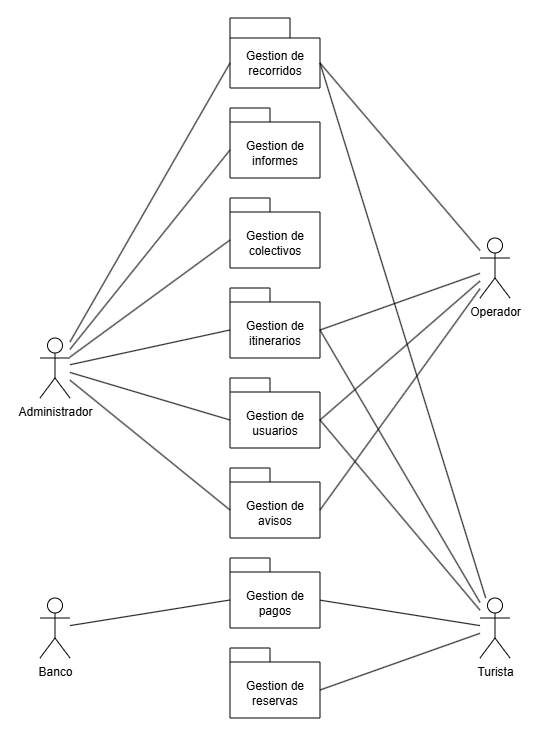 Gestion de
recorridos
Gestion de
informes
Gestion de
colectivos
Operador
Gestion de
itinerarios
Administrador
Gestion de
usuarios
Gestion de
avisos
Gestion de
pagos
Banco
Turista
Gestion de
reservas